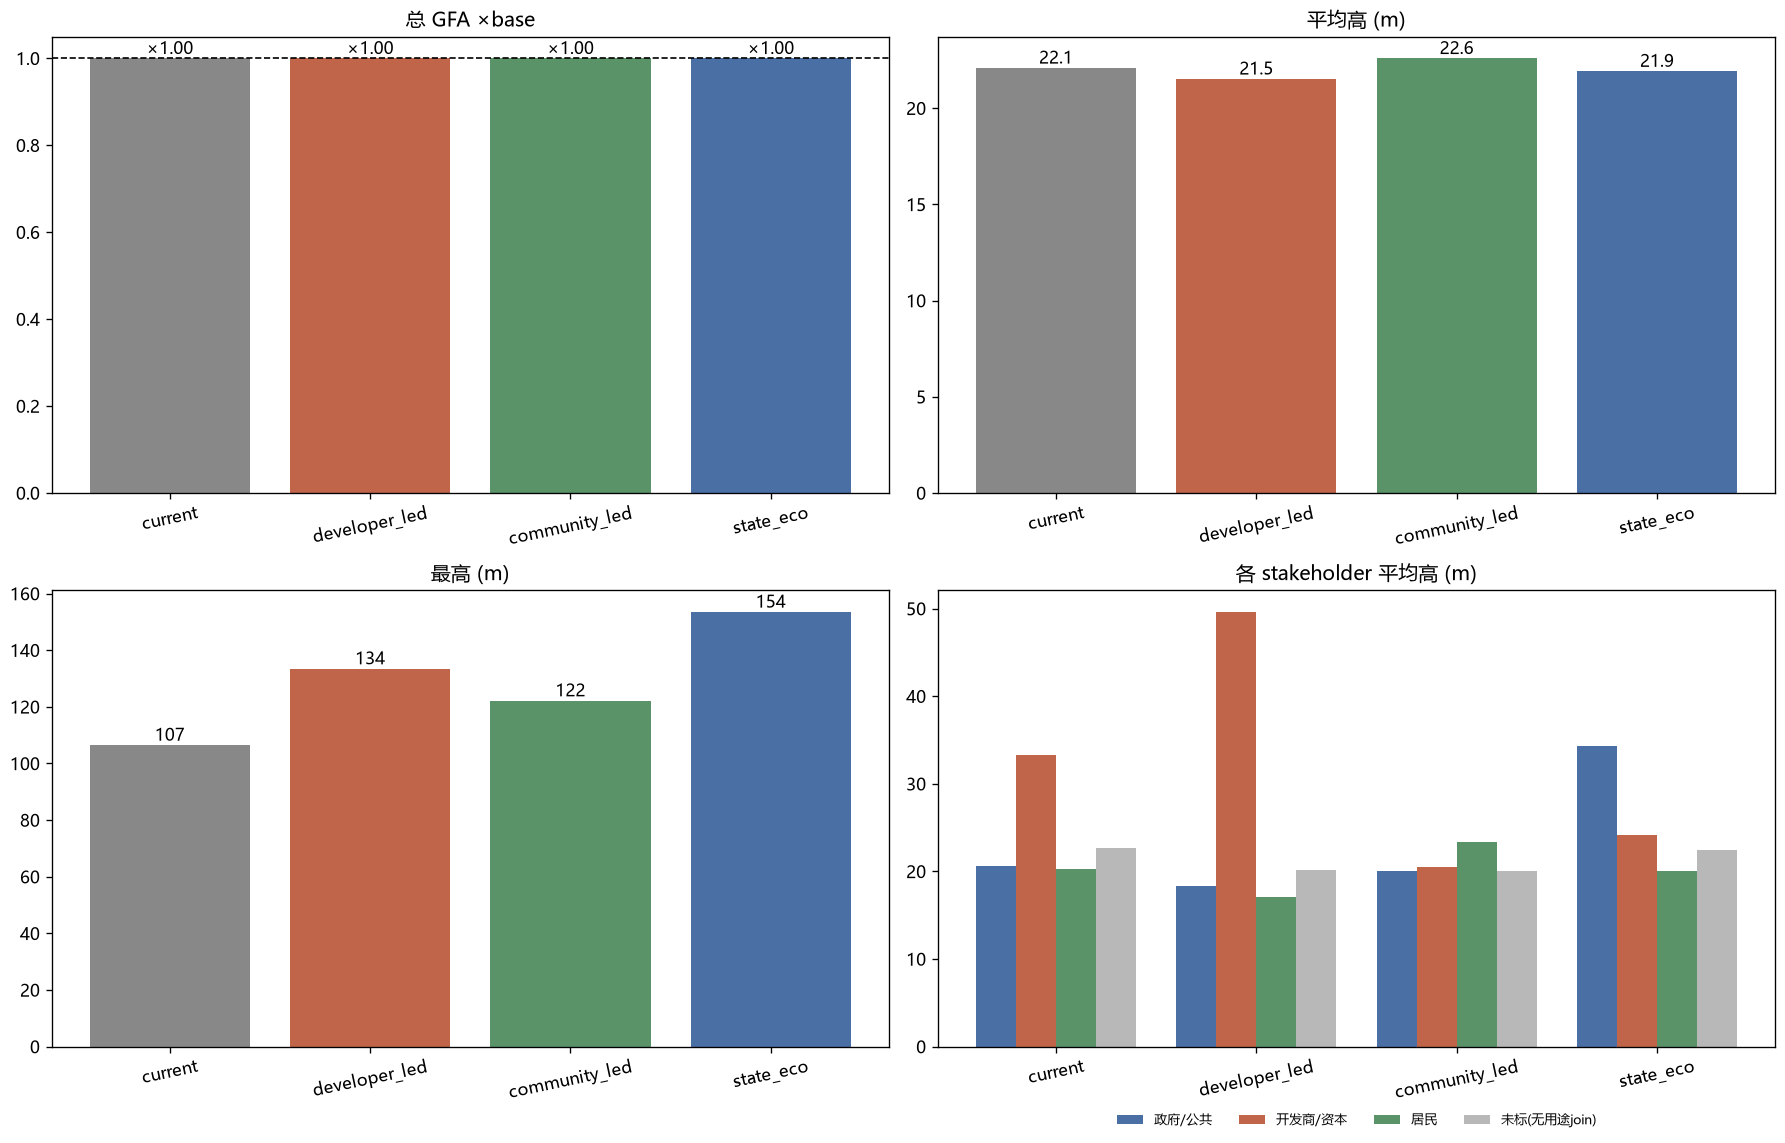 总 GFA ×base
1.0
0.8
0.6
0.4
0.2
0.0
×1.00 ×1.00 ×1.00 ×1.00
current developer_led community_led state_eco
平均高 (m)
20
15
10
5
0
22.1 21.5 22.6 21.9
current developer_led community_led state_eco
最高 (m)
160
140
120
100
80
60
40
20
0
107 134 122 154
current developer_led community_led state_eco
各 stakeholder 平均高 (m)
50
40
30
20
10
0
current developer_led community_led state_eco
政府/公共 开发商/资本 居民 未标(无用途join)